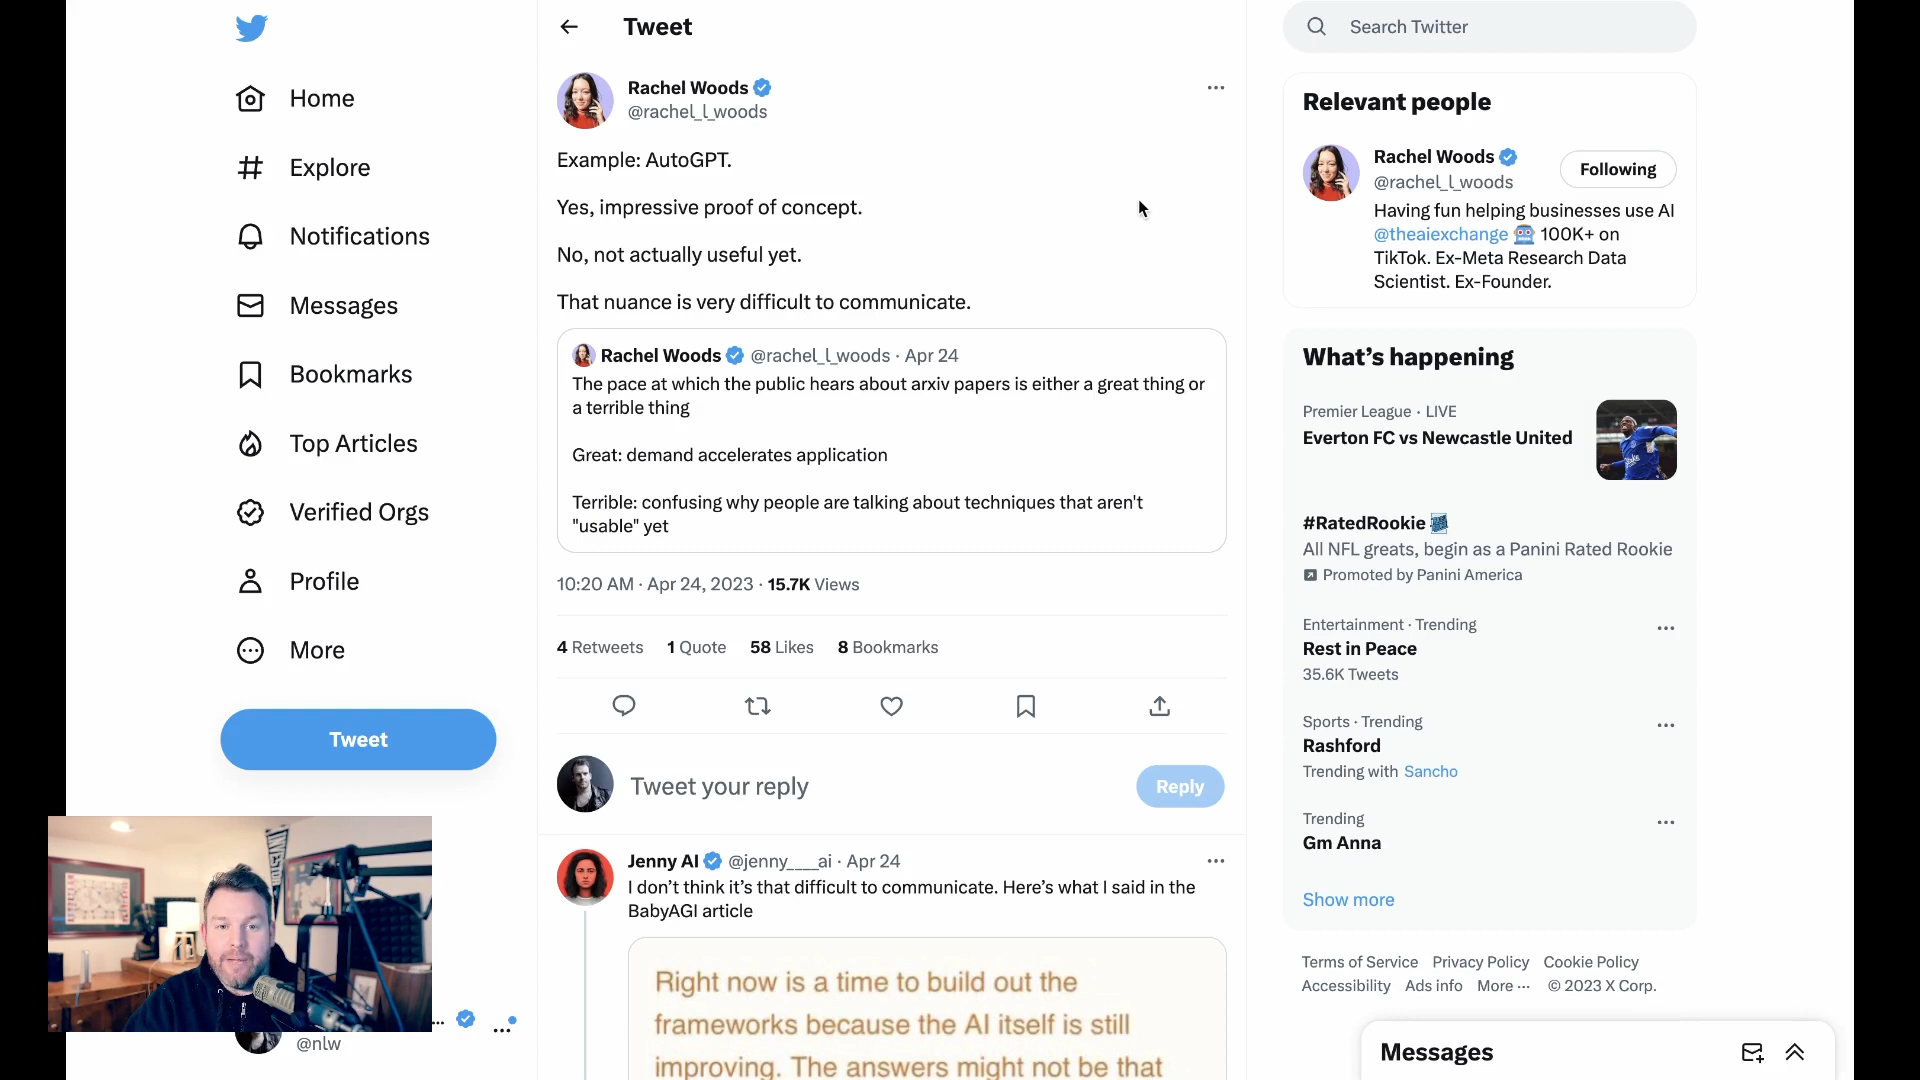 Home
Explore
Notifications
Messages
Bookmarks
Top Articles
Verified Orgs
Profile
More
Tweet
@nlw
Tweet
Rachel Woods
@rachel_l_woods
Example: AutoGPT.
Yes, impressive proof of concept.
No, not actually useful yet.
That nuance is very difficult to communicate.
Rachel Woods @rachel_l_woods · Apr 24
The pace at which the public hears about arxiv papers is either a great thing or
a terrible thing
Great: demand accelerates application
Terrible: confusing why people are talking about techniques that aren't
"usable" yet
10:20 AM · Apr 24, 2023 · 15.7K Views
4 Retweets 1 Quote 58 Likes 8 Bookmarks
Tweet your reply
Reply
Jenny AI @jenny____ai · Apr 24
I don’t think it’s that difficult to communicate. Here’s what I said in the
BabyAGI article
Right now is a time to build out the
frameworks because the AI itself is still
improving. The answers might not be that
Search Twitter
Relevant people
Rachel Woods
@rachel_l_woods
Following
Having fun helping businesses use AI
@theaiexchange 100K+ on
TikTok. Ex-Meta Research Data
Scientist. Ex-Founder.
What’s happening
Premier League · LIVE
Everton FC vs Newcastle United
#RatedRookie
All NFL greats, begin as a Panini Rated Rookie
Promoted by Panini America
Entertainment · Trending
Rest in Peace
35.6K Tweets
Sports · Trending
Rashford
Trending with Sancho
Trending
Gm Anna
Show more
Terms of Service Privacy Policy Cookie Policy
Accessibility Ads info More ··· © 2023 X Corp.
Messages